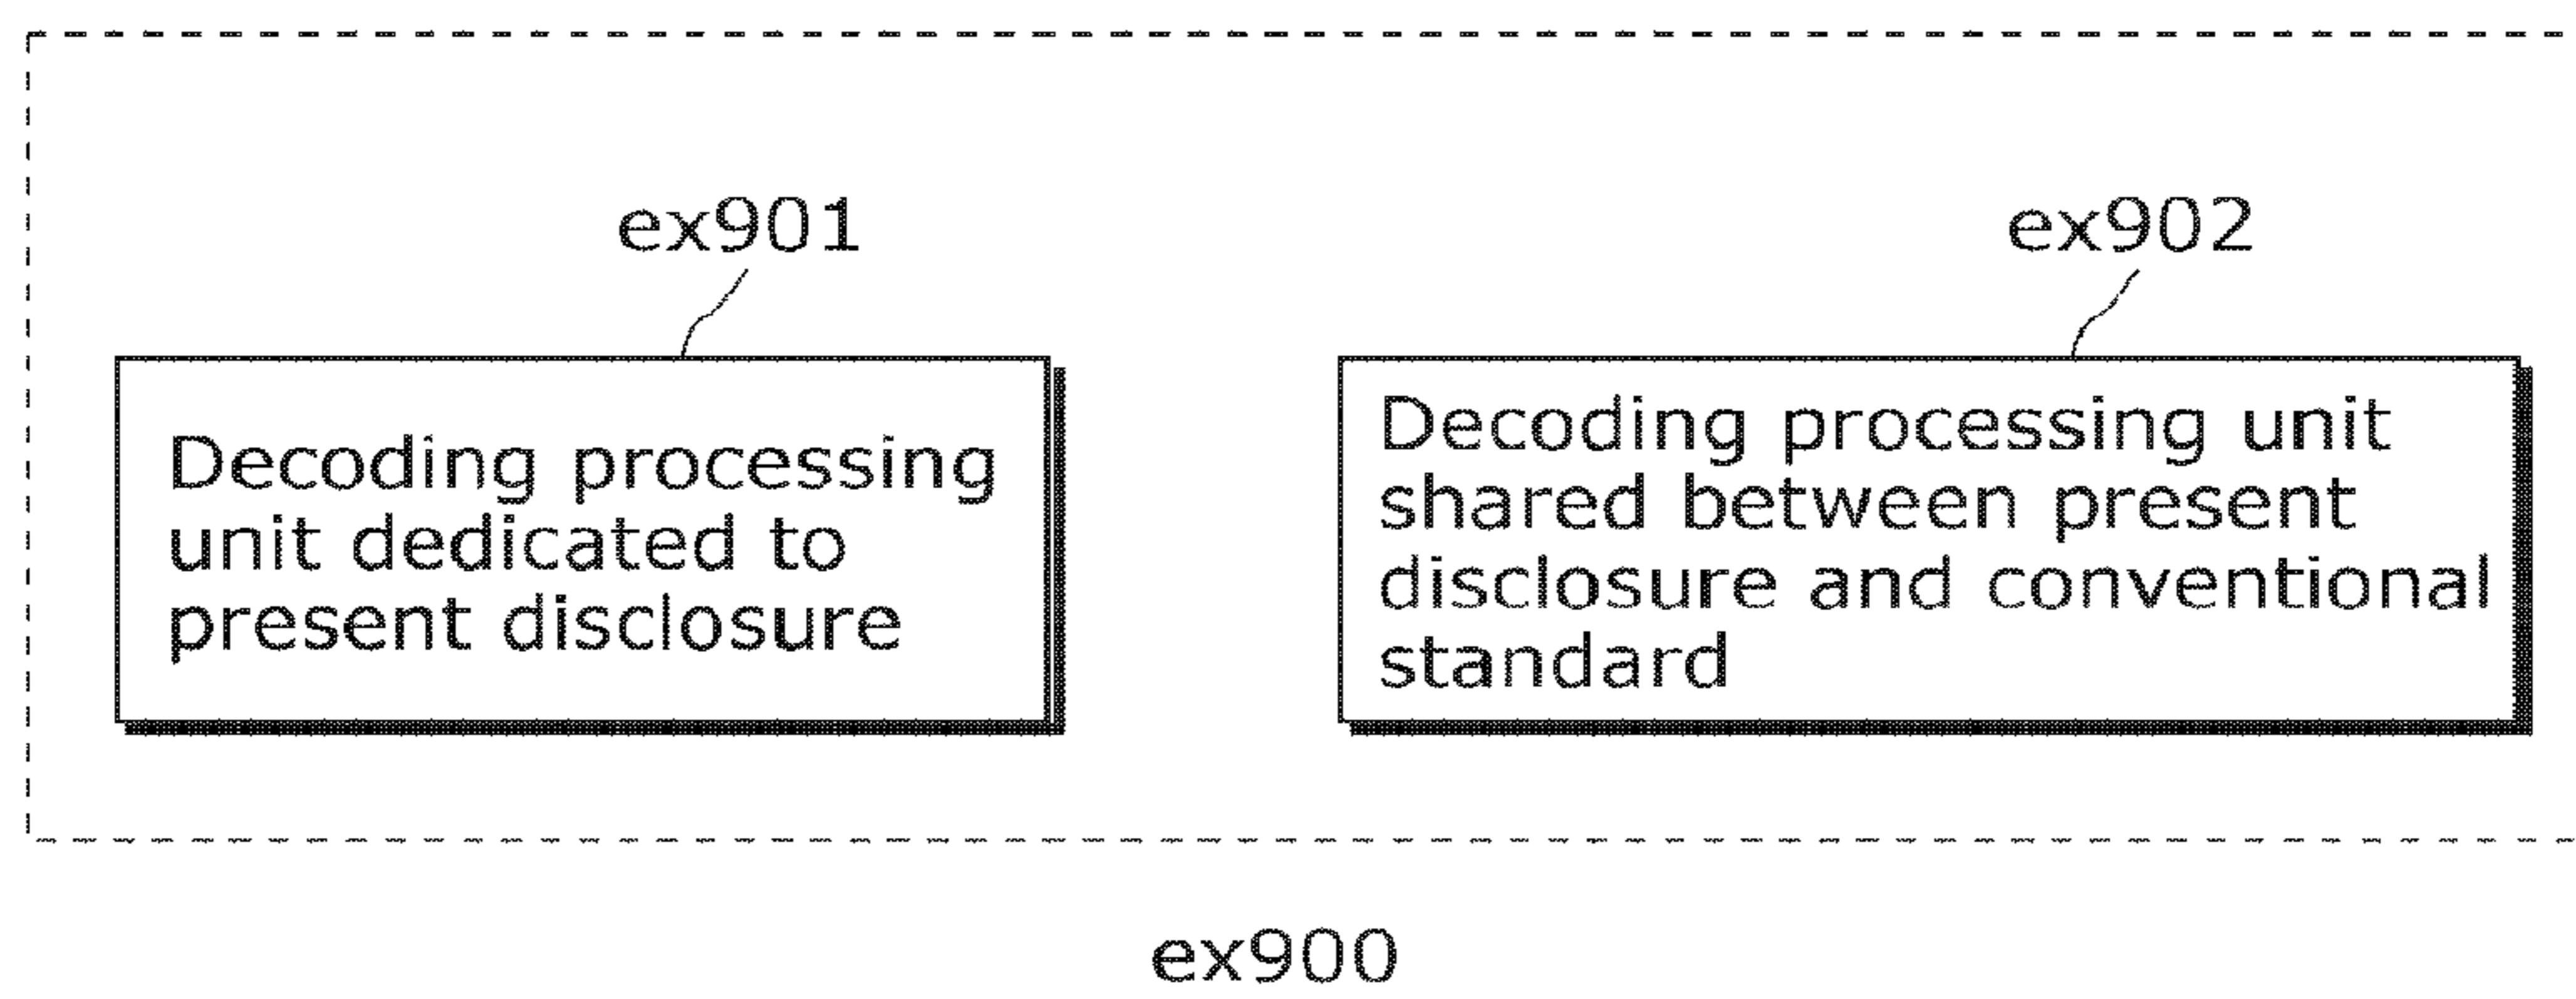 ex901
ex902
Decoding processing
unit dedicated to
present disclosure
Decoding processing unit
shared between present
disclosure and conventional
standard
ex900